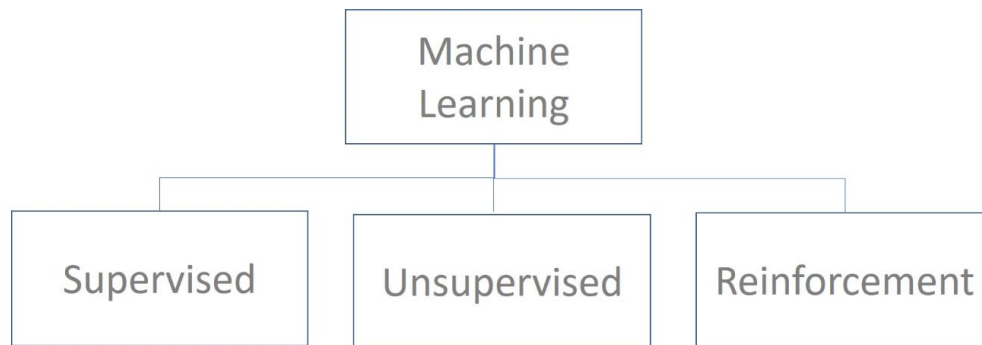 Machine
Learning
Supervised
Unsupervised
Reinforcement